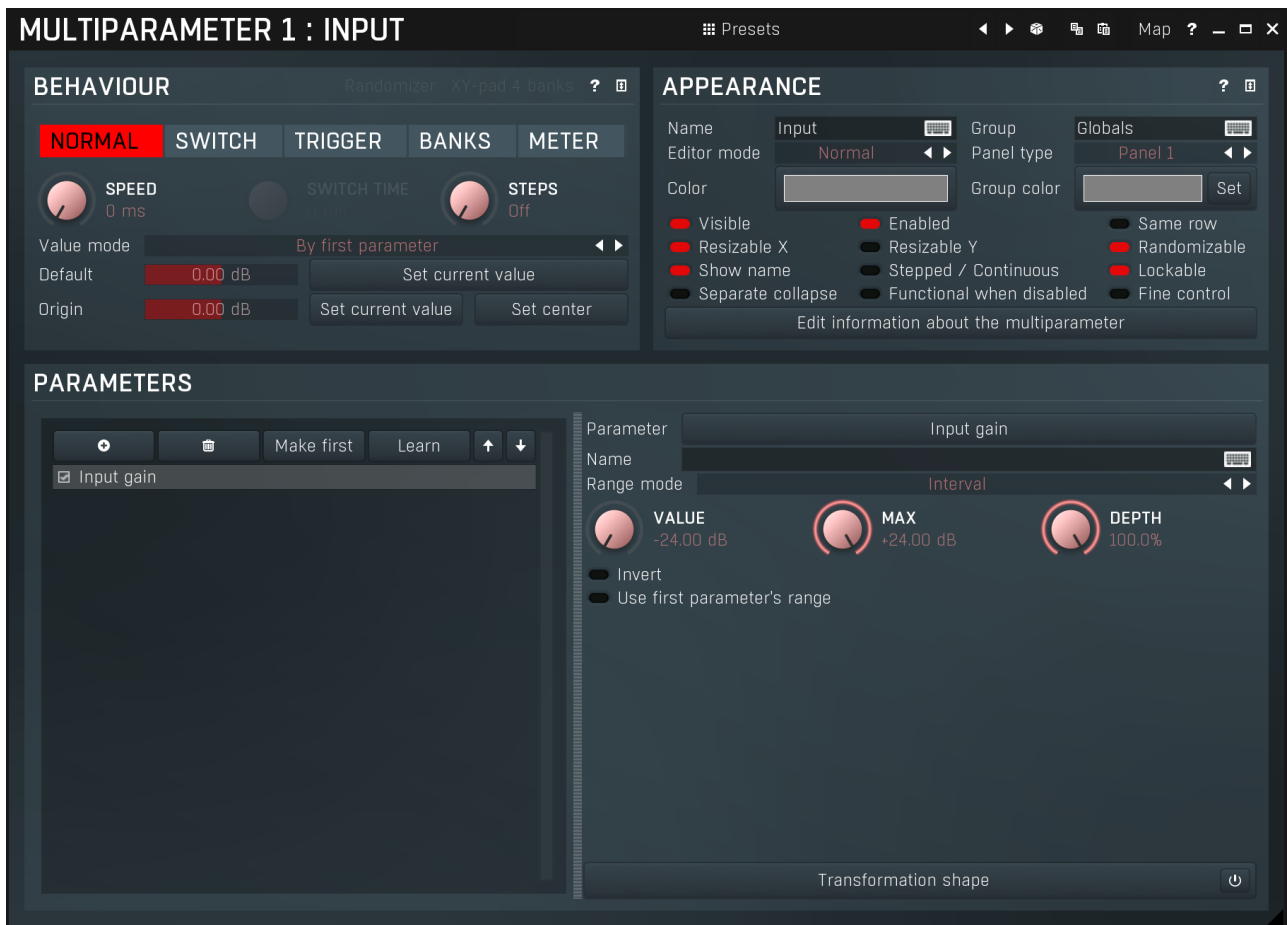 MULTIPARAMETER 1 : INPUT
Presets
Map ?
BEHAVIOUR
Randomizer XY-pad 4 banks ?
NORMAL SWITCH TRIGGER BANKS METER
SPEED
0 ms
SWITCH TIME
STEPS
Off
Value mode By first parameter
Default 0.00 dB Set current value
Origin 0.00 dB Set current value Set center
APPEARANCE
?
Name Input Group Globals
Editor mode Normal Panel type Panel 1
Color Group color Set
Visible Enabled Same row
Resizable X Resizable Y Randomizable
Show name Stepped / Continuous Lockable
Separate collapse Functional when disabled Fine control
Edit information about the multiparameter
PARAMETERS
Make first Learn
Input gain
Parameter Input gain
Name
Range mode Interval
VALUE
-24.00 dB
MAX
+24.00 dB
DEPTH
100.0%
Invert
Use first parameter's range
Transformation shape